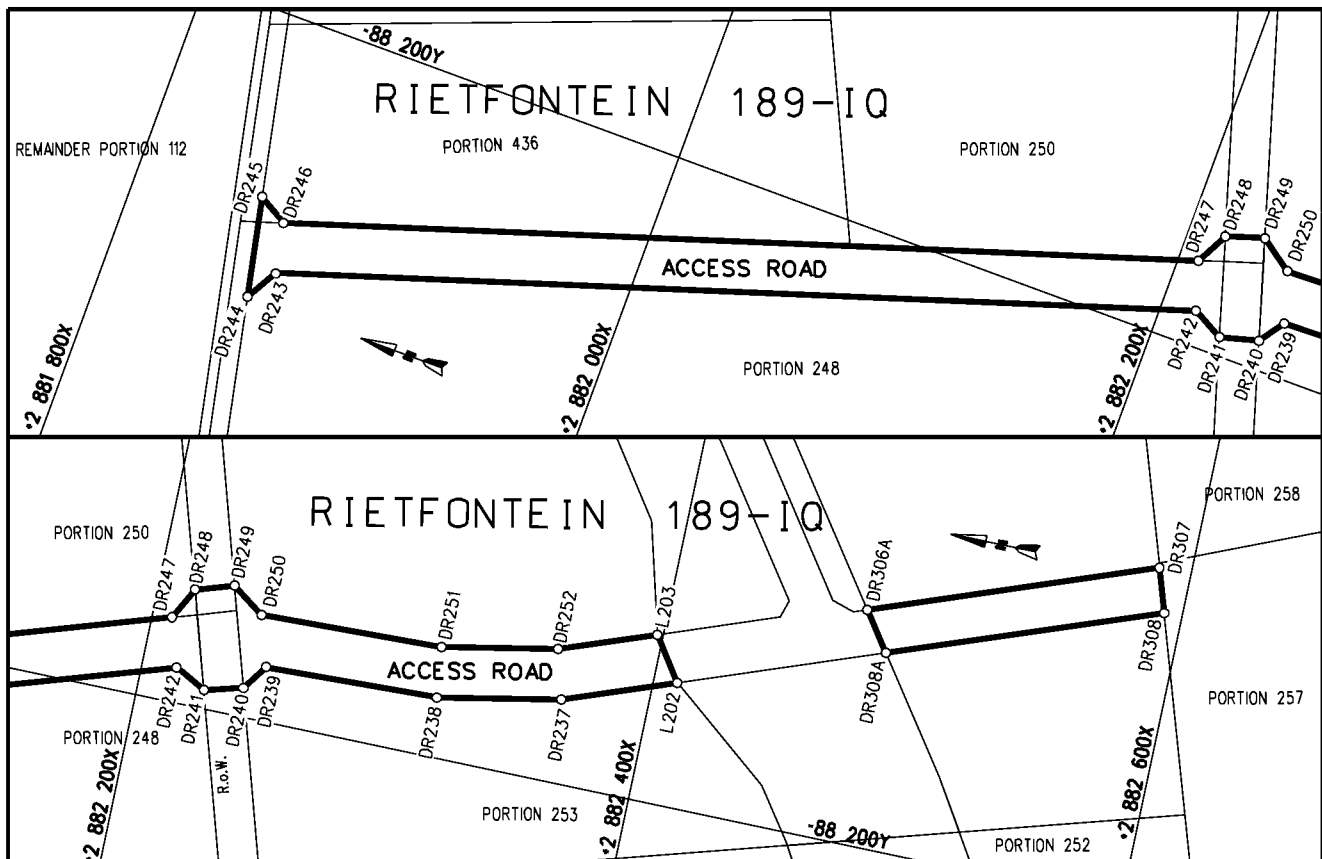 -88 200Y
RIETFONTEIN 189-IQ
REMAINDER PORTION 112
PORTION 436
PORTION 250
DR245
DR246
DR247
DR248
DR249
DR250
ACCESS ROAD
DR244
DR243
DR242
DR241
DR240
DR239
+2 881 800X
+2 882 000X
+2 882 200X
PORTION 248
RIETFONTEIN 189-IQ
PORTION 250
PORTION 258
DR247
DR248
DR249
DR250
DR251
DR252
L203
DR306A
DR307
ACCESS ROAD
DR242
DR241
DR240
DR239
DR238
DR237
L202
DR308A
DR308
PORTION 248
PORTION 257
R.o.W.
+2 882 200X
+2 882 400X
+2 882 600X
PORTION 253
-88 200Y
PORTION 252